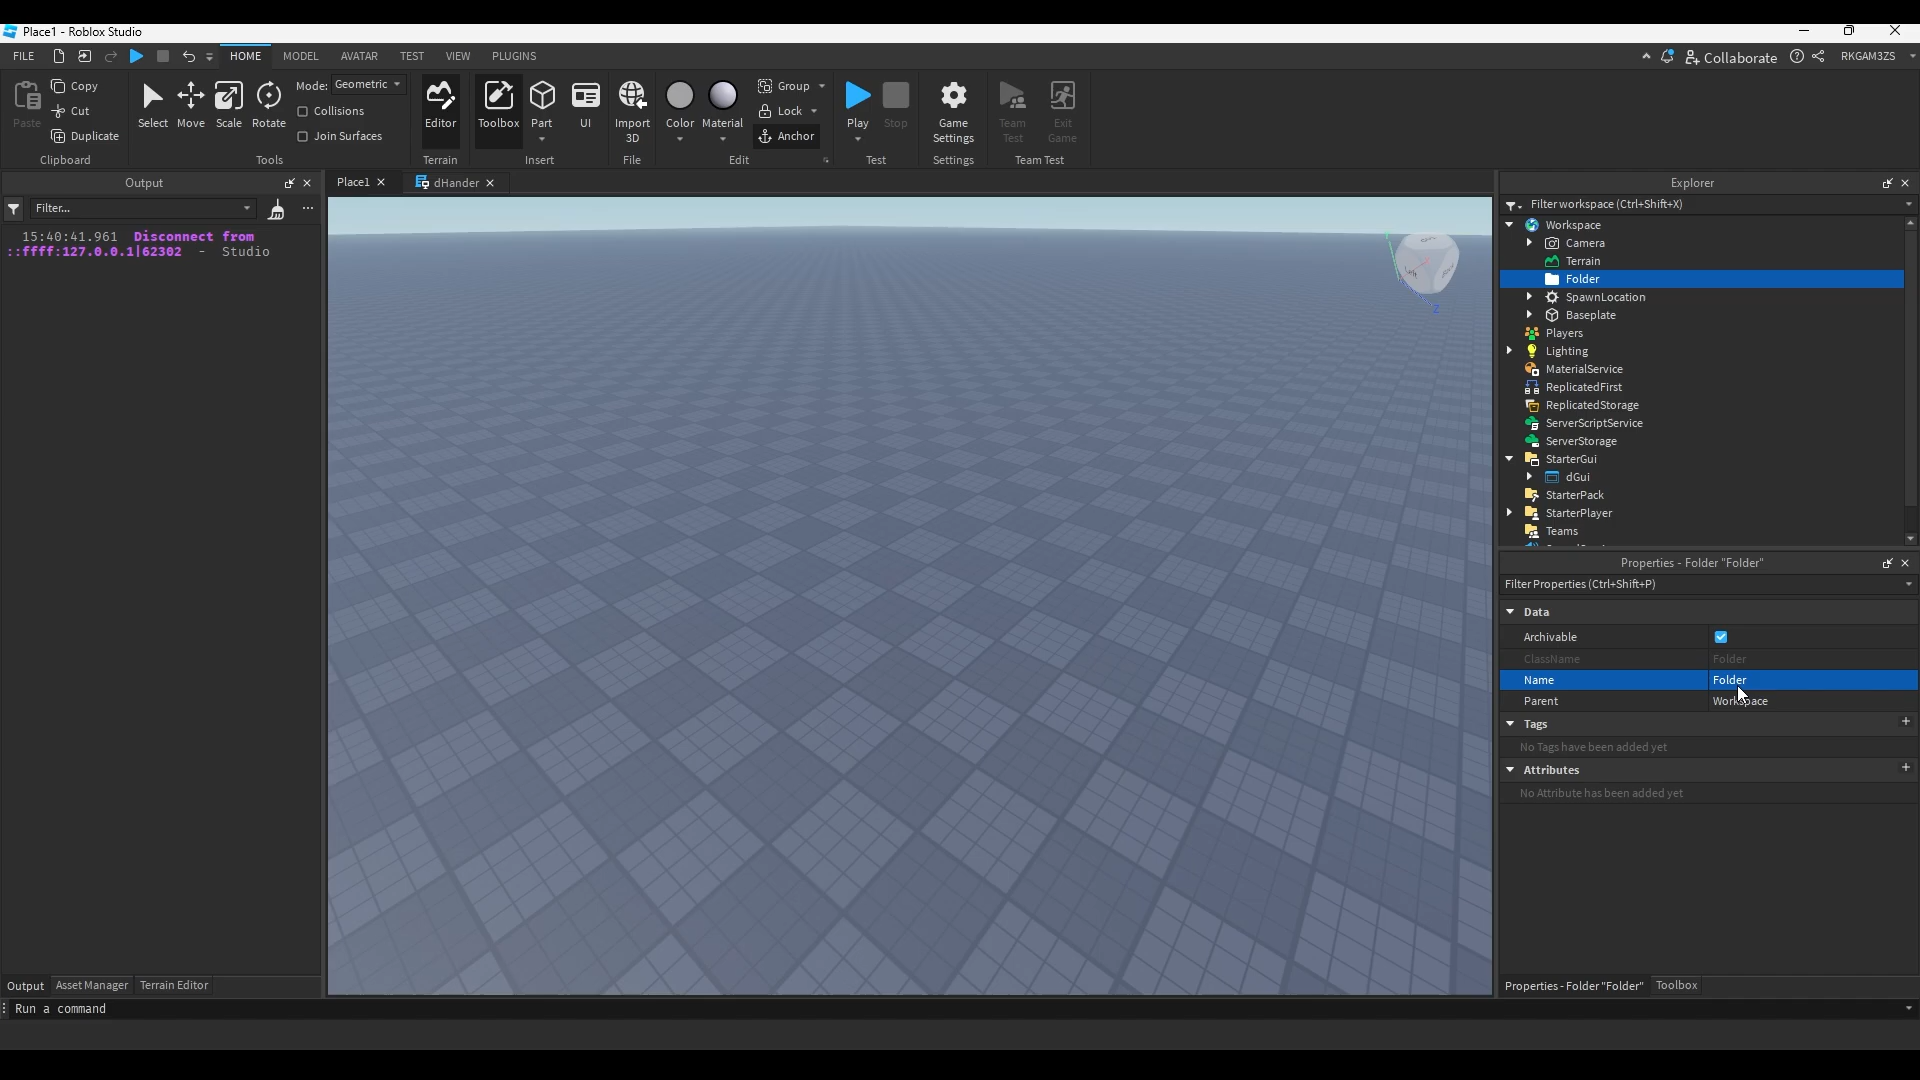 Place1 - Roblox Studio
FILE HOME MODEL AVATAR TEST VIEW PLUGINS Collaborate RKGAM3ZS
Paste Copy Cut Duplicate Clipboard
Select Move Scale Rotate Mode: Geometric Collisions Join Surfaces Tools
Editor Terrain
Toolbox Part UI Insert
Import 3D File
Color Material Group Lock Anchor Edit
Play Stop Test
Game Settings Settings
Team Test Exit Game Team Test
Output
Filter...
15:40:41.961 Disconnect from
::ffff:127.0.0.1|62302 - Studio
Place1 dHander
Left
Z
Explorer
Filter workspace (Ctrl+Shift+X)
Workspace
Camera
Terrain
Folder
SpawnLocation
Baseplate
Players
Lighting
MaterialService
ReplicatedFirst
ReplicatedStorage
ServerScriptService
ServerStorage
StarterGui
dGui
StarterPack
StarterPlayer
Teams
Properties - Folder "Folder"
Filter Properties (Ctrl+Shift+P)
Data
Archivable
ClassName Folder
Name Folder
Parent Workspace
Tags
No Tags have been added yet
Attributes
No Attribute has been added yet
Output Asset Manager Terrain Editor
Properties - Folder "Folder" Toolbox
Run a command